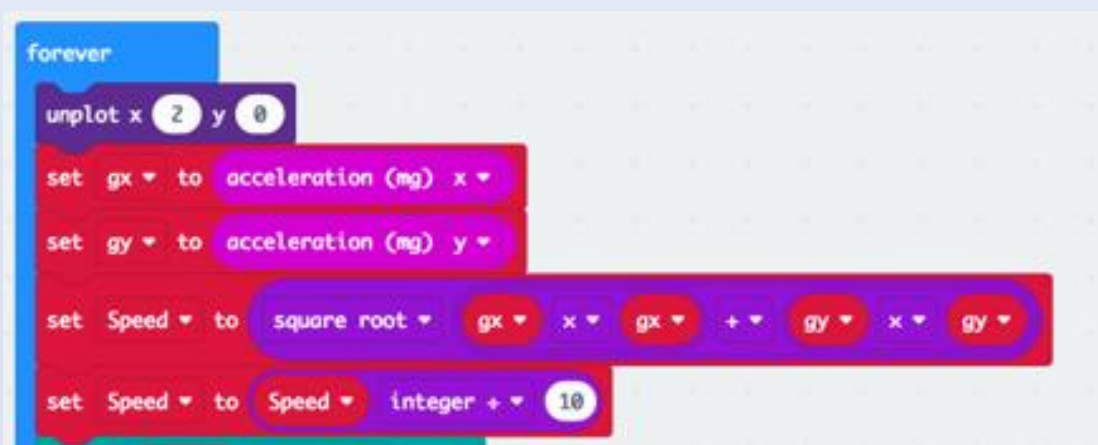 forever
unplot x 2 y 0
set gx to acceleration (mg) x
set gy to acceleration (mg) y
set Speed to square root gx x gx + gy x gy
set Speed to Speed integer ÷ 10